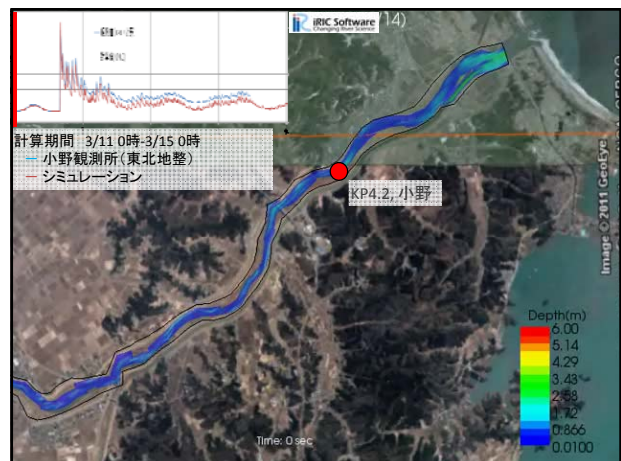 iRIC Software
Changing River Science
/14)
計算期間 3/11 0時-3/15 0時
小野観測所(東北地整)
シミュレーション
KP4.2, 小野
Image © 2011 GeoEye
Depth(m)
6.00
5.14
4.29
3.43
2.58
1.72
0.866
0.0100
Time: 0 sec